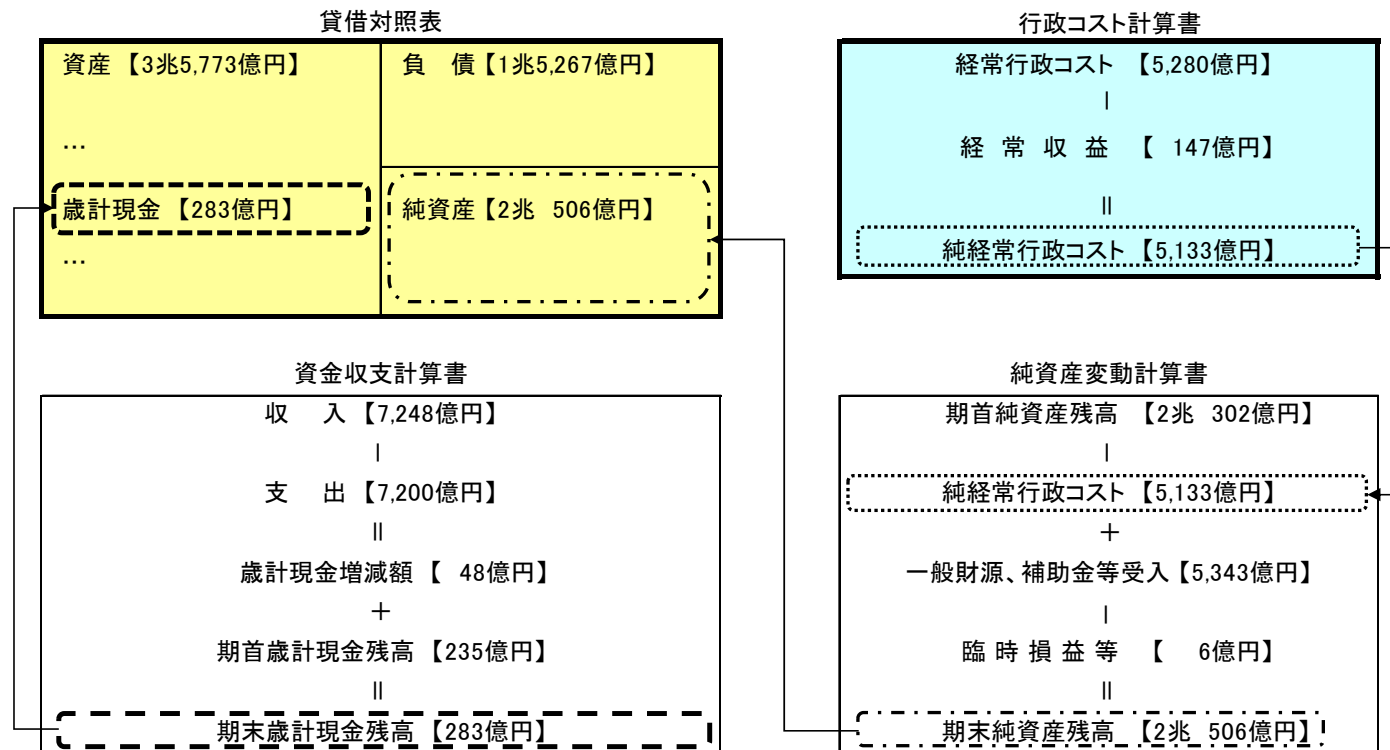 貸借対照表
資産 【3兆5,773億円】
負 債 【1兆5,267億円】
…
歳計現金 【283億円】
純資産 【2兆 506億円】
…
行政コスト計算書
経常行政コスト 【5,280億円】
|
経 常 収 益 【 147億円】
||
純経常行政コスト 【5,133億円】
資金収支計算書
収 入 【7,248億円】
|
支 出 【7,200億円】
||
歳計現金増減額 【 48億円】
+
期首歳計現金残高 【235億円】
||
期末歳計現金残高 【283億円】
純資産変動計算書
期首純資産残高 【2兆 302億円】
|
純経常行政コスト 【5,133億円】
+
一般財源、補助金等受入 【5,343億円】
|
臨 時 損 益 等 【 6億円】
||
期末純資産残高 【2兆 506億円】